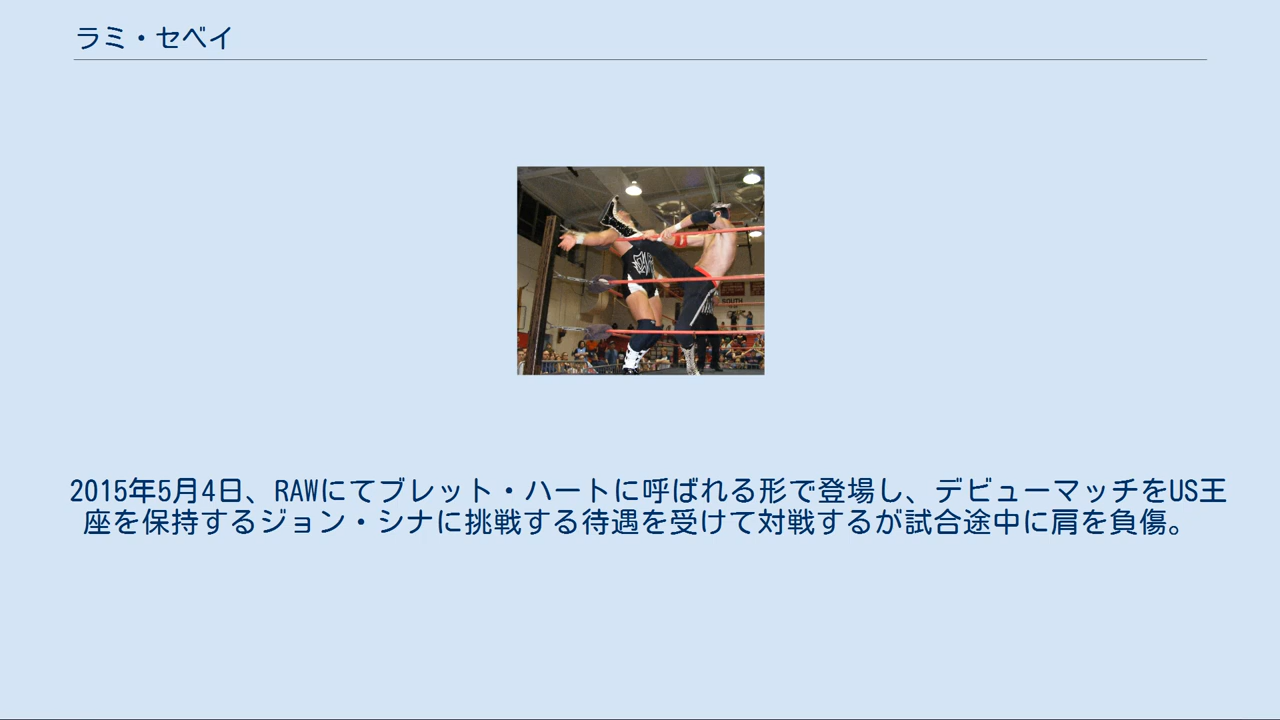 ラミ・セベイ
SOUTH
2015年5月4日、RAWにてブレット・ハートに呼ばれる形で登場し、デビューマッチをUS王
座を保持するジョン・シナに挑戦する待遇を受けて対戦するが試合途中に肩を負傷。